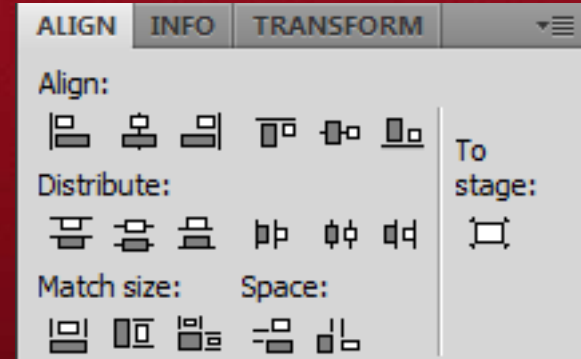 ALIGN INFO TRANSFORM
Align:
To
stage:
Distribute:
Match size: Space: